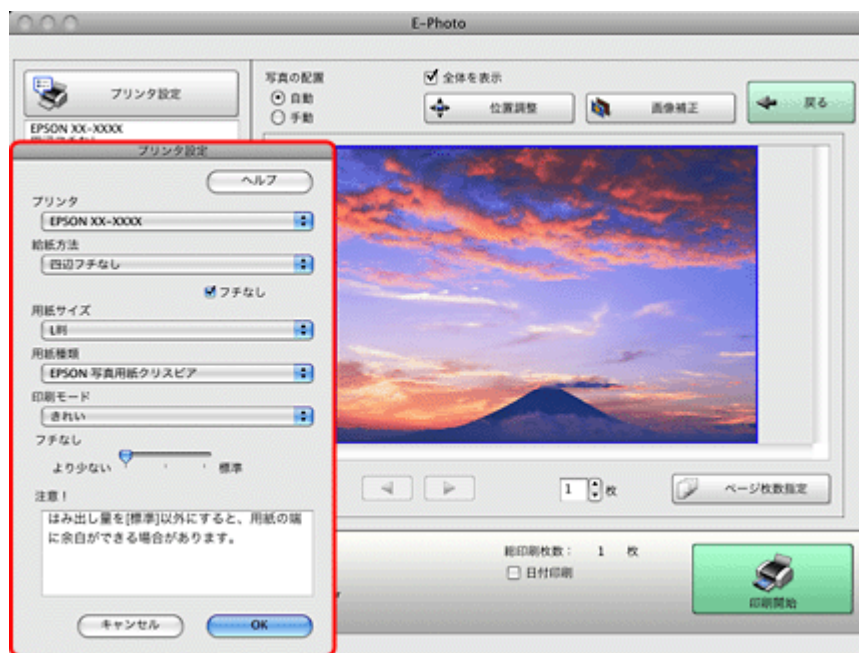 E-Photo
プリンタ設定
EPSON XX-XXXX
写真の配置
自動
手動
全体を表示
位置調整
画像補正
戻る
プリンタ設定
ヘルプ
プリンタ
EPSON XX-XXXX
給紙方法
四辺フチなし
フチなし
用紙サイズ
L判
用紙種類
EPSON 写真用紙クリスピア
印刷モード
きれい
フチなし
より少ない
標準
注意！
はみ出し量を[標準]以外にすると、用紙の端
に余白ができる場合があります。
キャンセル
OK
1 枚
ページ枚数指定
総印刷枚数： 1 枚
日付印刷
印刷開始